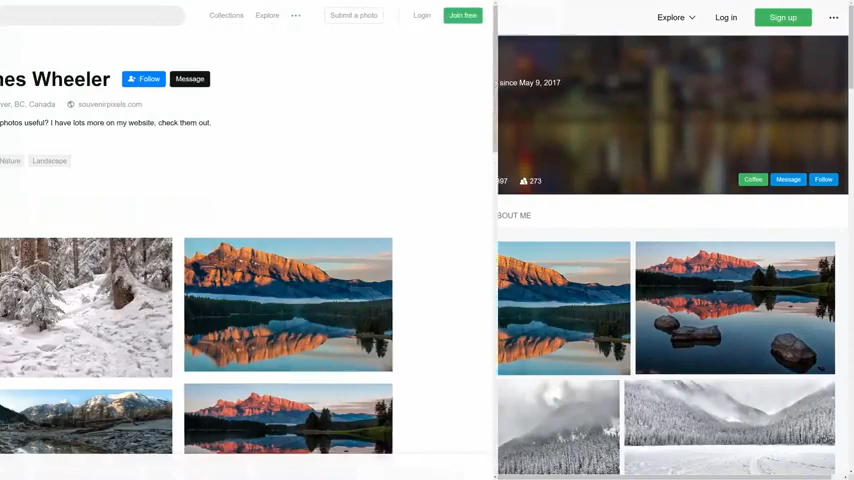 Collections Explore ••• Submit a photo Login Join free
Explore Log in Sign up •••
nes Wheeler Follow Message
since May 9, 2017
ver, BC, Canada souvenirpixels.com
photos useful? I have lots more on my website, check them out.
Nature Landscape
397 273
Coffee Message Follow
BOUT ME